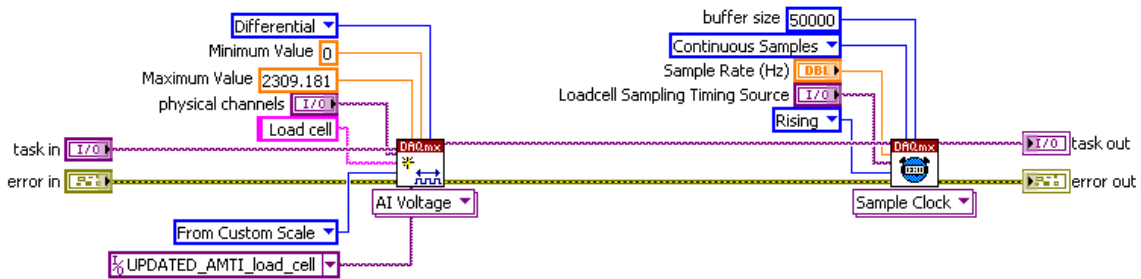 Differential
Minimum Value 0
Maximum Value 2309.181
physical channels I/O
Load cell
task in I/O
error in
DAQmx
AI Voltage
From Custom Scale
I/O UPDATED_AMTI_load_cell
buffer size 50000
Continuous Samples
Sample Rate (Hz) DBL
Loadcell Sampling Timing Source I/O
Rising
DAQmx
Sample Clock
I/O task out
error out